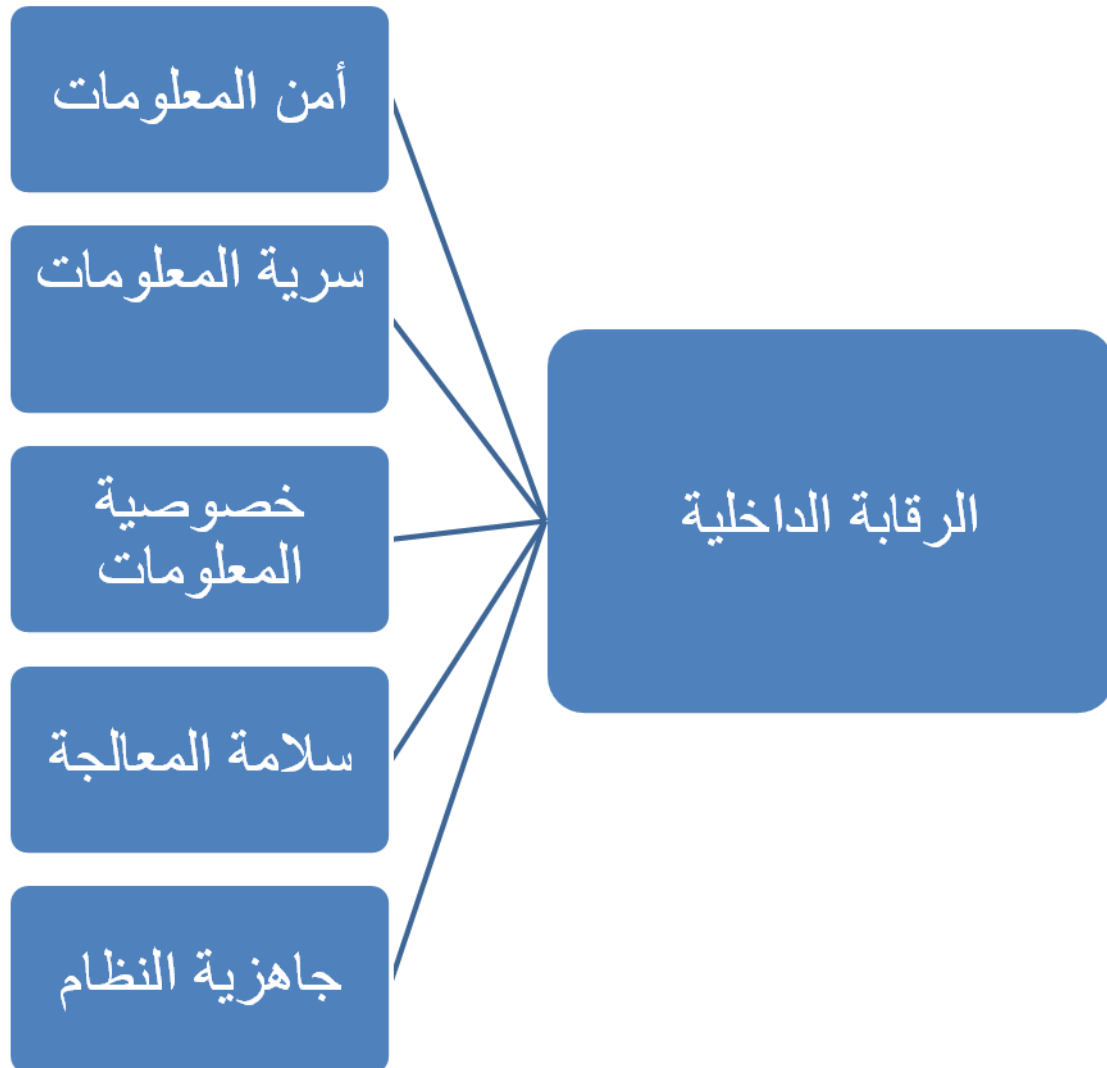 الرقابة الداخلية
أمن المعلومات
سرية المعلومات
خصوصية
المعلومات
سلامة المعالجة
جاهزية النظام